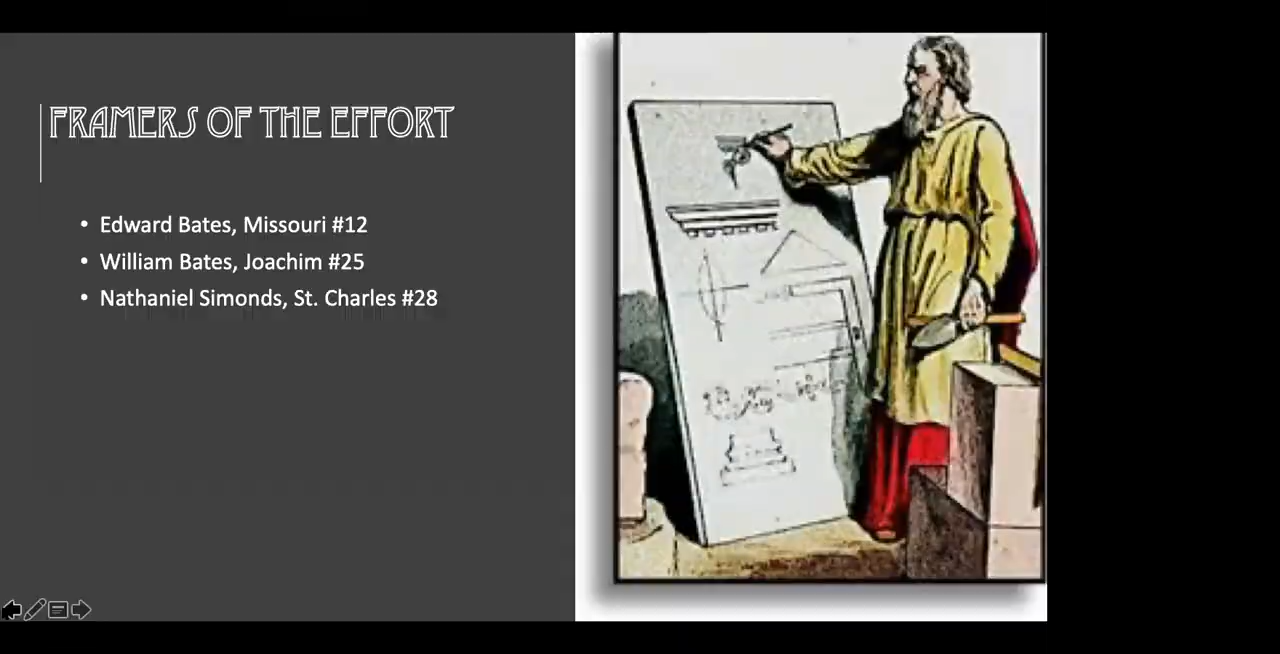 FRAMERS OF THE EFFORT
• Edward Bates, Missouri #12
• William Bates, Joachim #25
• Nathaniel Simonds, St. Charles #28